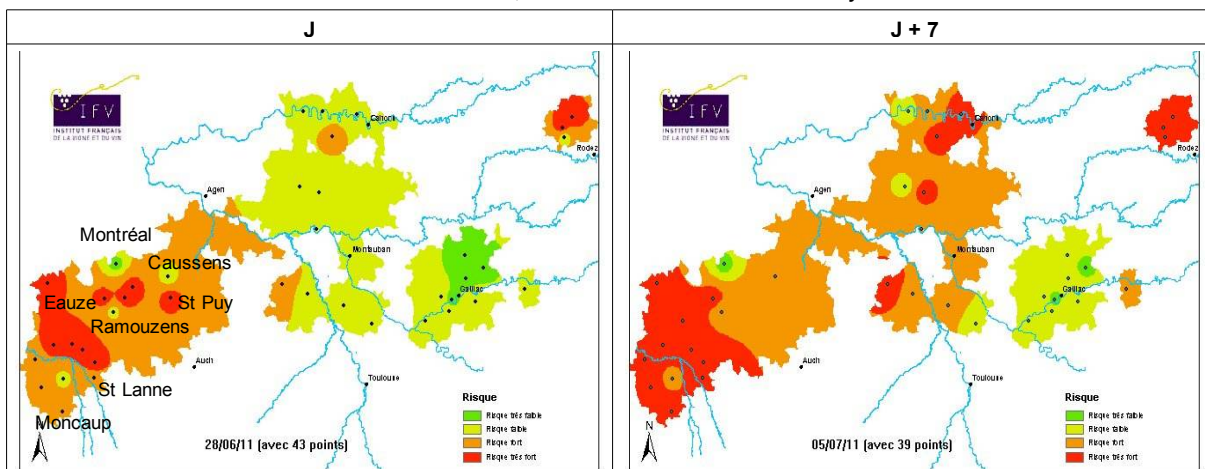 J
J + 7
IFV
INSTITUT FRANÇAIS
DE LA VIGNE ET DU VIN
Cahors
Rodez
Agen
Montréal
Caussens
Montauban
Eauze
St Puy
Gaillac
Ramouzens
Auch
St Lanne
Toulouse
Moncaup
N
Risque
Risque très faible
Risque faible
Risque fort
Risque très fort
28/06/11 (avec 43 points)
IFV
INSTITUT FRANÇAIS
DE LA VIGNE ET DU VIN
Cahors
Rodez
Agen
Montauban
Gaillac
Auch
Toulouse
N
Risque
Risque très faible
Risque faible
Risque fort
Risque très fort
05/07/11 (avec 39 points)